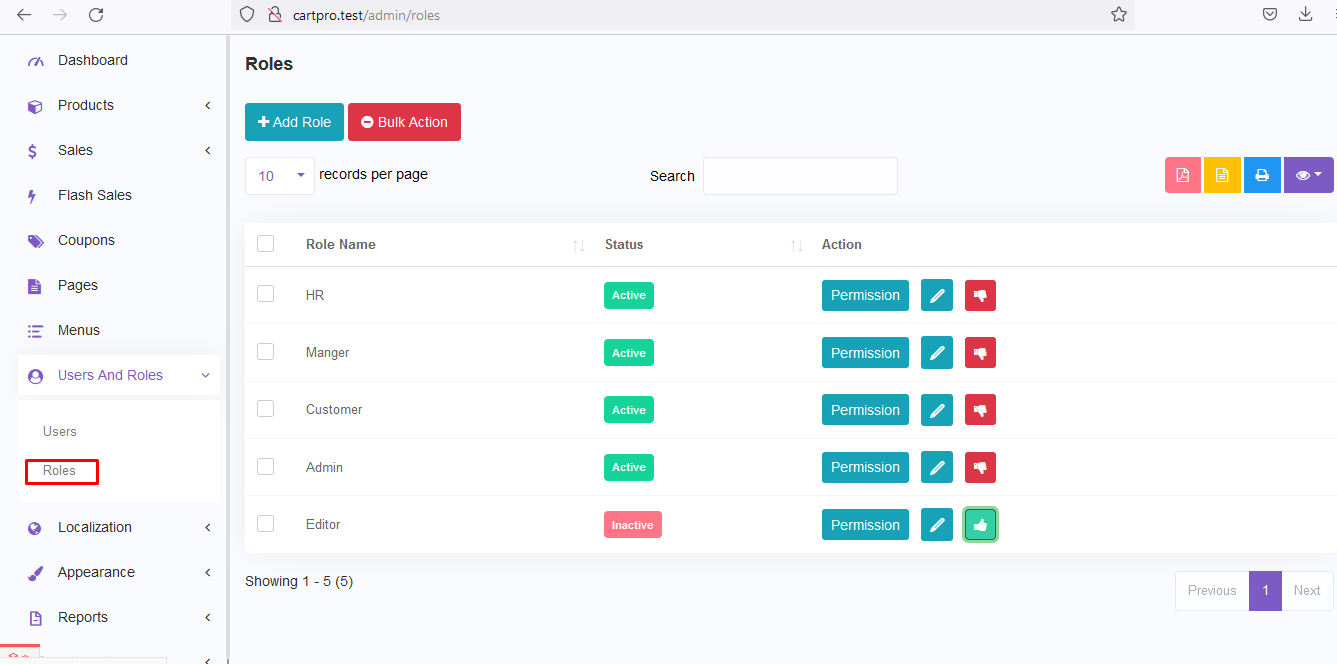 cartpro.test/admin/roles
Dashboard
Products
Sales
Flash Sales
Coupons
Pages
Menus
Users And Roles
Users
Roles
Localization
Appearance
Reports
Roles
Add Role
Bulk Action
10 records per page
Search
Role Name Status Action
HR Active Permission
Manger Active Permission
Customer Active Permission
Admin Active Permission
Editor Inactive Permission
Showing 1 - 5 (5)
Previous 1 Next